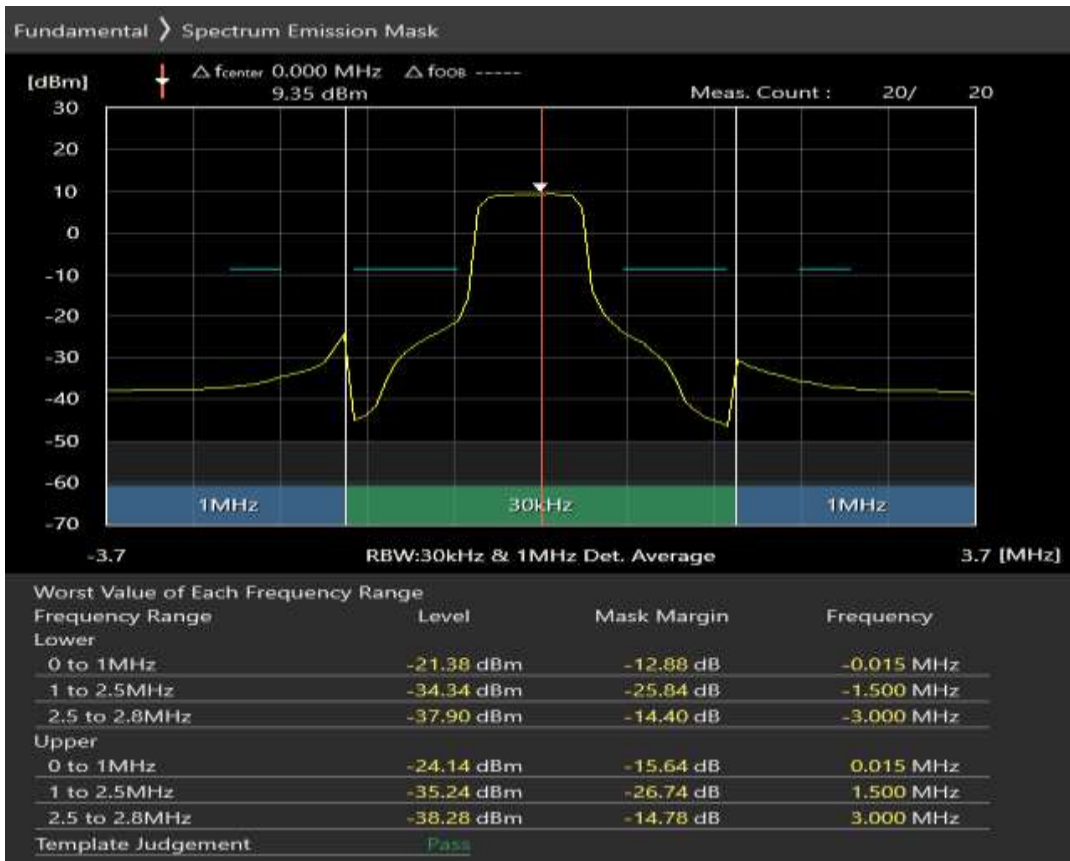 Fundamental 〉 Spectrum Emission Mask
△ fcenter 0.000 MHz △ fOOB -----
[dBm] 9.35 dBm Meas. Count : 20/ 20
30
20
10
0
-10
-20
-30
-40
-50
-60
1MHz 30kHz 1MHz
-70
-3.7 RBW:30kHz & 1MHz Det. Average 3.7 [MHz]
Worst Value of Each Frequency Range
Frequency Range Level Mask Margin Frequency
Lower
0 to 1MHz -21.38 dBm -12.88 dB -0.015 MHz
1 to 2.5MHz -34.34 dBm -25.84 dB -1.500 MHz
2.5 to 2.8MHz -37.90 dBm -14.40 dB -3.000 MHz
Upper
0 to 1MHz -24.14 dBm -15.64 dB 0.015 MHz
1 to 2.5MHz -35.24 dBm -26.74 dB 1.500 MHz
2.5 to 2.8MHz -38.28 dBm -14.78 dB 3.000 MHz
Template Judgement Pass